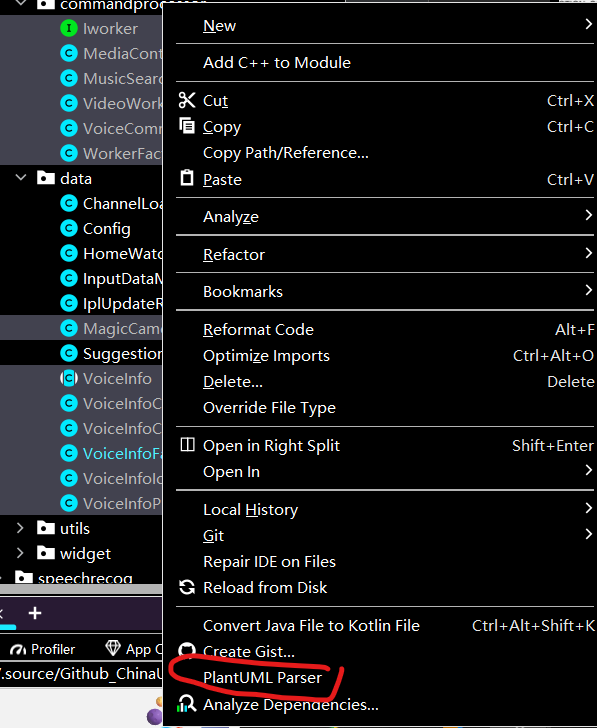 commandprocessor
Iworker
MediaCont
MusicSearc
VideoWork
VoiceComm
WorkerFac
data
ChannelLoa
Config
HomeWatc
InputDataM
IplUpdateR
MagicCame
Suggestion
VoiceInfo
VoiceInfoC
VoiceInfoC
VoiceInfoFa
VoiceInfoId
VoiceInfoP
utils
widget
speechrecog
Profiler
App C
/.source/Github_ChinaU
New
Add C++ to Module
Cut Ctrl+X
Copy Ctrl+C
Copy Path/Reference...
Paste Ctrl+V
Analyze
Refactor
Bookmarks
Reformat Code Alt+F
Optimize Imports Ctrl+Alt+O
Delete... Delete
Override File Type
Open in Right Split Shift+Enter
Open In
Local History
Git
Repair IDE on Files
Reload from Disk
Convert Java File to Kotlin File Ctrl+Alt+Shift+K
Create Gist...
PlantUML Parser
Analyze Dependencies...